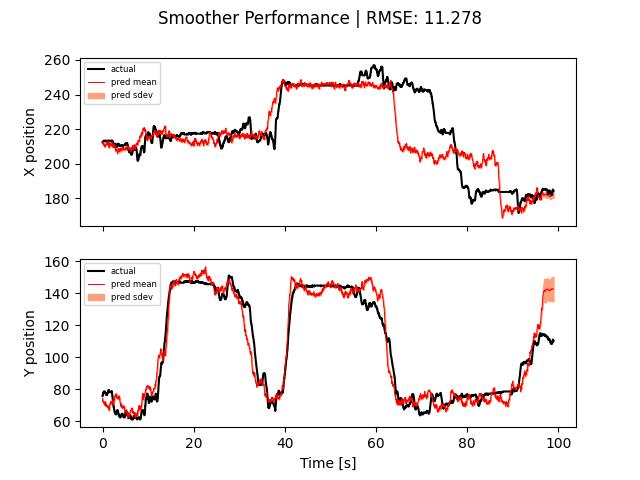 Smoother Performance | RMSE: 11.278
260
240
220
200
180
X position
actual
pred mean
pred sdev
160
140
120
100
80
60
Y position
actual
pred mean
pred sdev
0 20 40 60 80 100
Time [s]